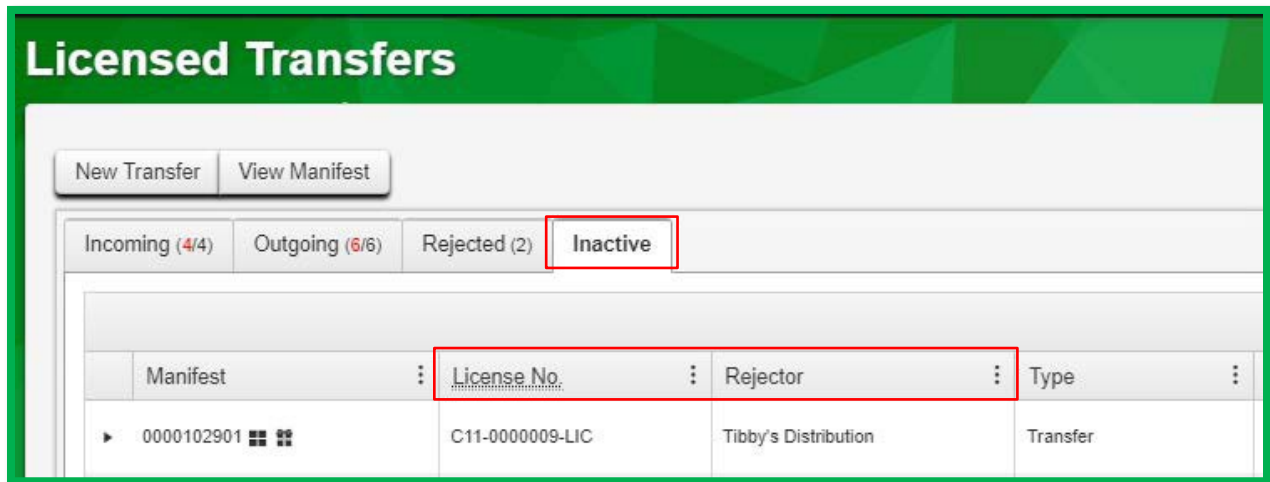 Licensed Transfers
New Transfer View Manifest
Incoming (4/4) Outgoing (6/6) Rejected (2) Inactive
Manifest License No. Rejector Type
0000102901 C11-0000009-LIC Tibby's Distribution Transfer